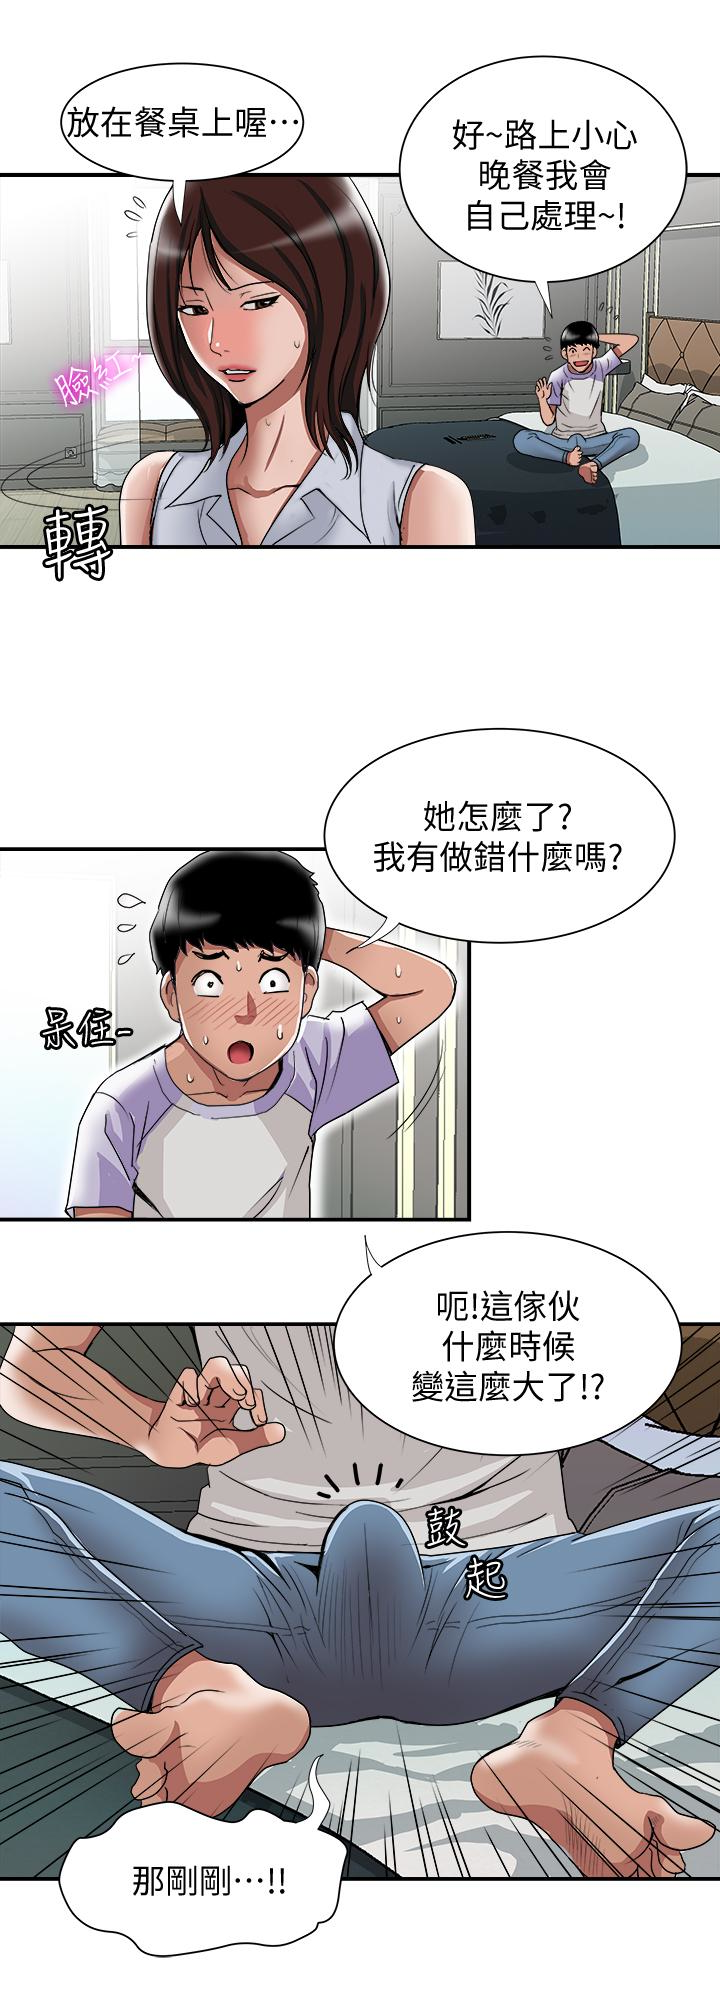 放在餐桌上喔…
好~路上小心
晚餐我會
自己處理~!
臉紅~
轉
她怎麼了?
我有做錯什麼嗎?
呆住~
呃!這傢伙
什麼時候
變這麼大了!?
鼓
起
那剛剛…!!